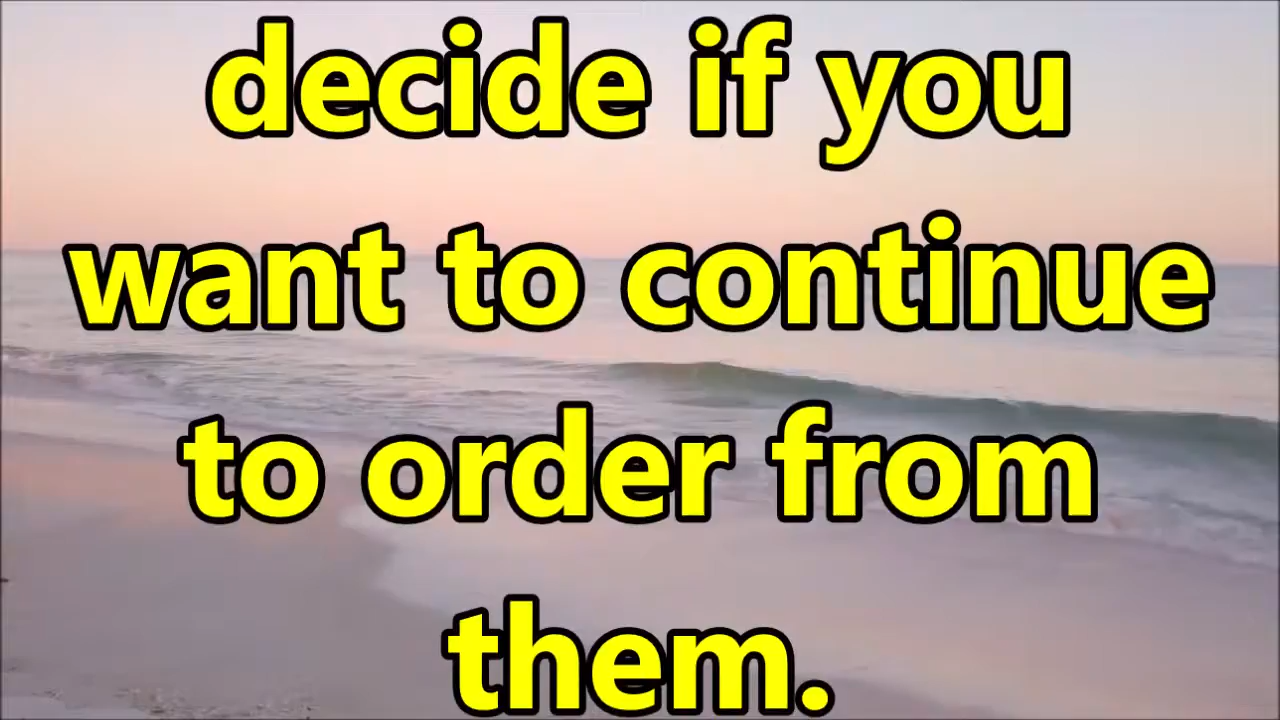 decide if you
want to continue
to order from
them.